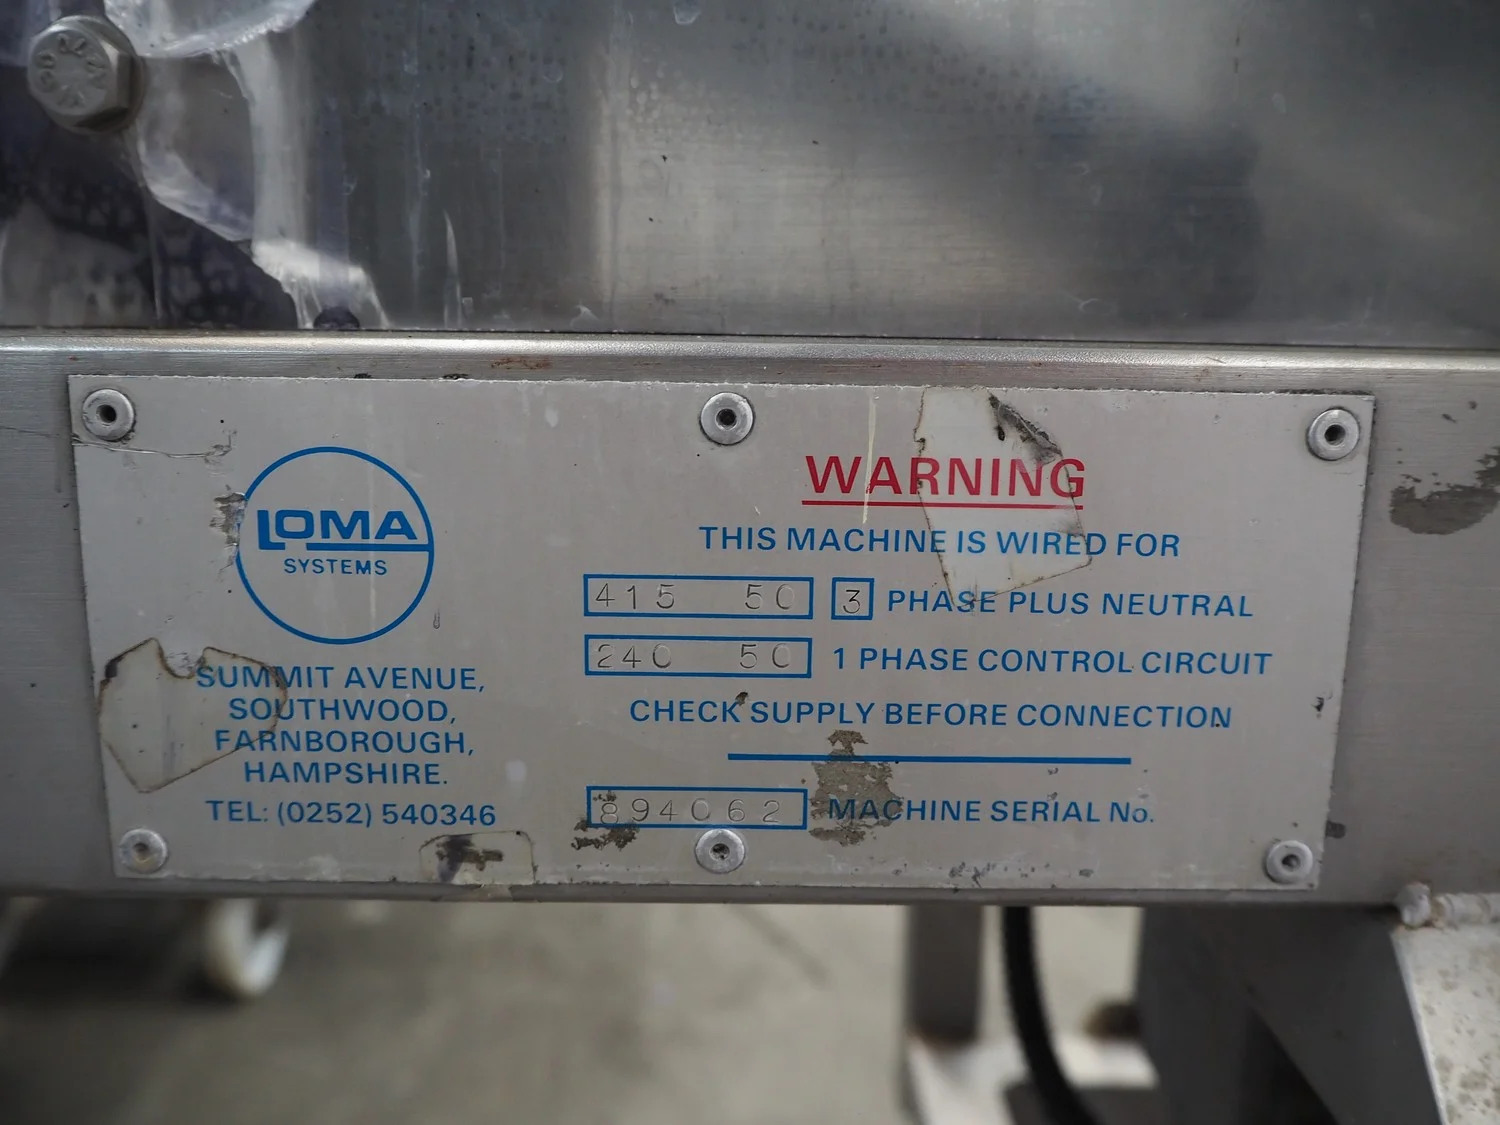 LOMA
SYSTEMS
SUMMIT AVENUE,
SOUTHWOOD,
FARNBOROUGH,
HAMPSHIRE.
TEL: (0252) 540346
WARNING
THIS MACHINE IS WIRED FOR
415 50 3 PHASE PLUS NEUTRAL
240 50 1 PHASE CONTROL CIRCUIT
CHECK SUPPLY BEFORE CONNECTION
894062 MACHINE SERIAL No.